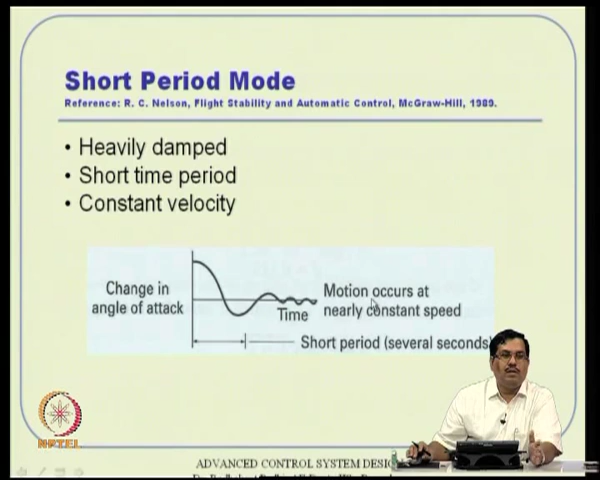 Short Period Mode
Reference: R. C. Nelson, Flight Stability and Automatic Control, McGraw-Hill, 1989.
• Heavily damped
• Short time period
• Constant velocity
Change in
angle of attack
Time
Motion occurs at
nearly constant speed
Short period (several seconds
NPTEL
ADVANCED CONTROL SYSTEM